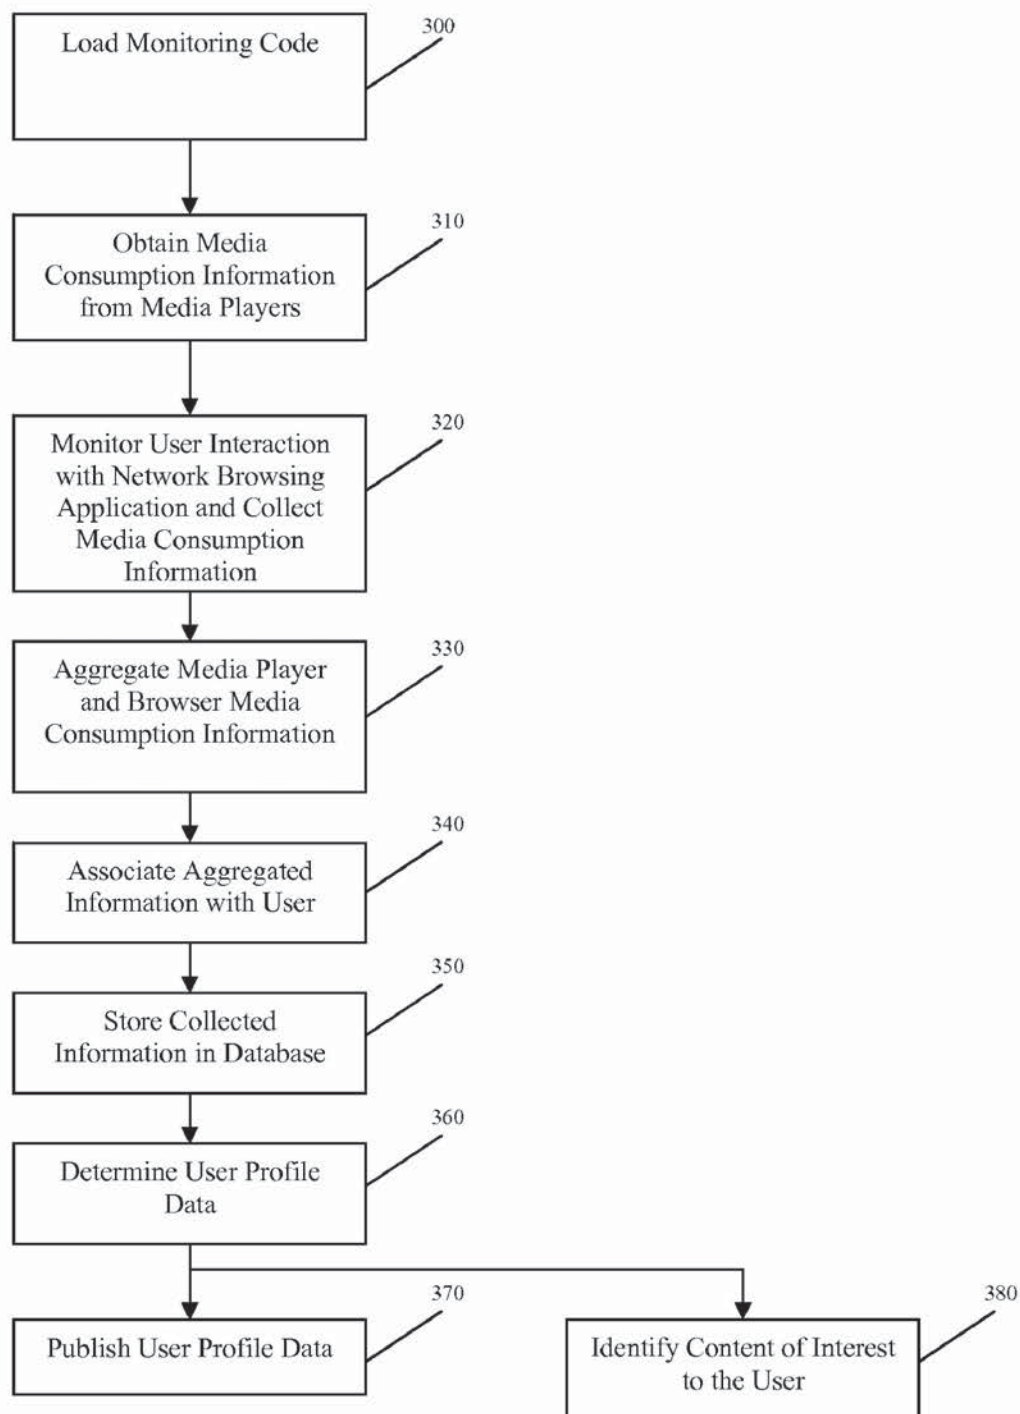 300
Load Monitoring Code
310
Obtain Media
Consumption Information
from Media Players
320
Monitor User Interaction
with Network Browsing
Application and Collect
Media Consumption
Information
330
Aggregate Media Player
and Browser Media
Consumption Information
340
Associate Aggregated
Information with User
350
Store Collected
Information in Database
360
Determine User Profile
Data
370
Publish User Profile Data
380
Identify Content of Interest
to the User